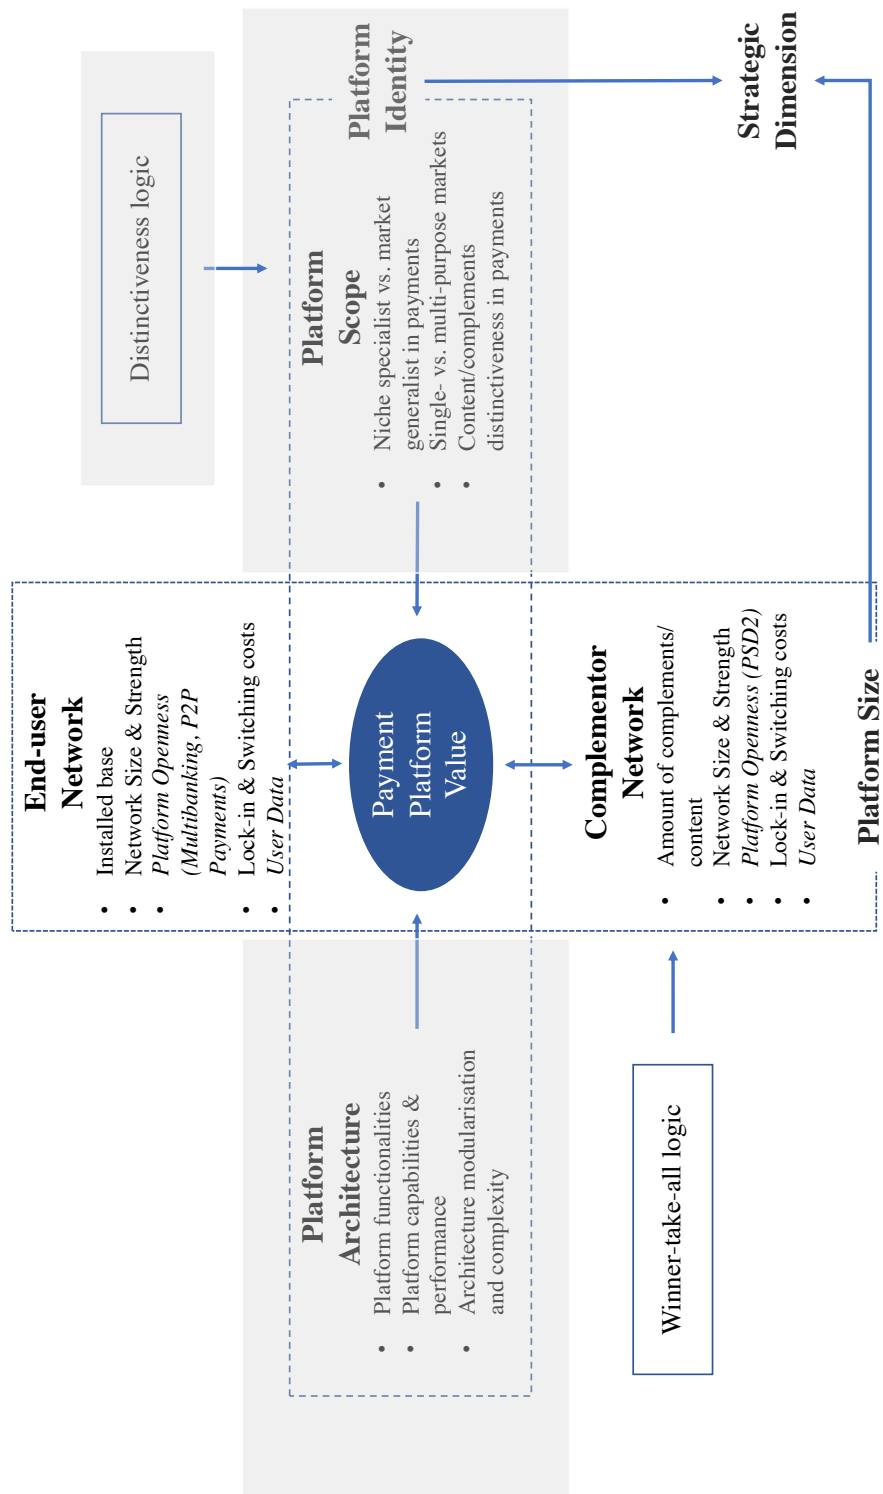 End-user
Network
• Installed base
• Network Size & Strength
• Platform Openness
(Multibanking, P2P
Payments)
• Lock-in & Switching costs
• User Data
Distinctiveness logic
Platform
Architecture
• Platform functionalities
• Platform capabilities &
performance
• Architecture modularisation
and complexity
Payment
Platform
Value
Platform
Scope
• Niche specialist vs. market
generalist in payments
• Single- vs. multi-purpose markets
• Content/complements
distinctiveness in payments
Platform
Identity
Winner-take-all logic
Complementor
Network
• Amount of complements/
content
• Network Size & Strength
• Platform Openness (PSD2)
• Lock-in & Switching costs
• User Data
Platform Size
Strategic
Dimension